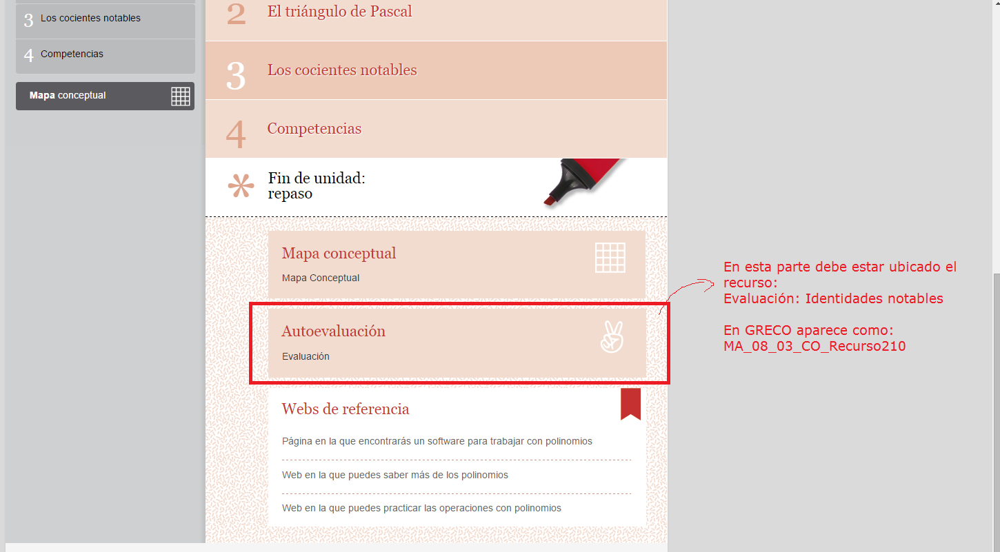 3 Los cocientes notables
4 Competencias
Mapa conceptual
2 El triángulo de Pascal
3 Los cocientes notables
4 Competencias
* Fin de unidad:
repaso
Mapa conceptual
Mapa Conceptual
Autoevaluación
Evaluación
Webs de referencia
Página en la que encontrarás un software para trabajar con polinomios
Web en la que puedes saber más de los polinomios
Web en la que puedes practicar las operaciones con polinomios
En esta parte debe estar ubicado el
recurso:
Evaluación: Identidades notables
En GRECO aparece como:
MA_08_03_CO_Recurso210